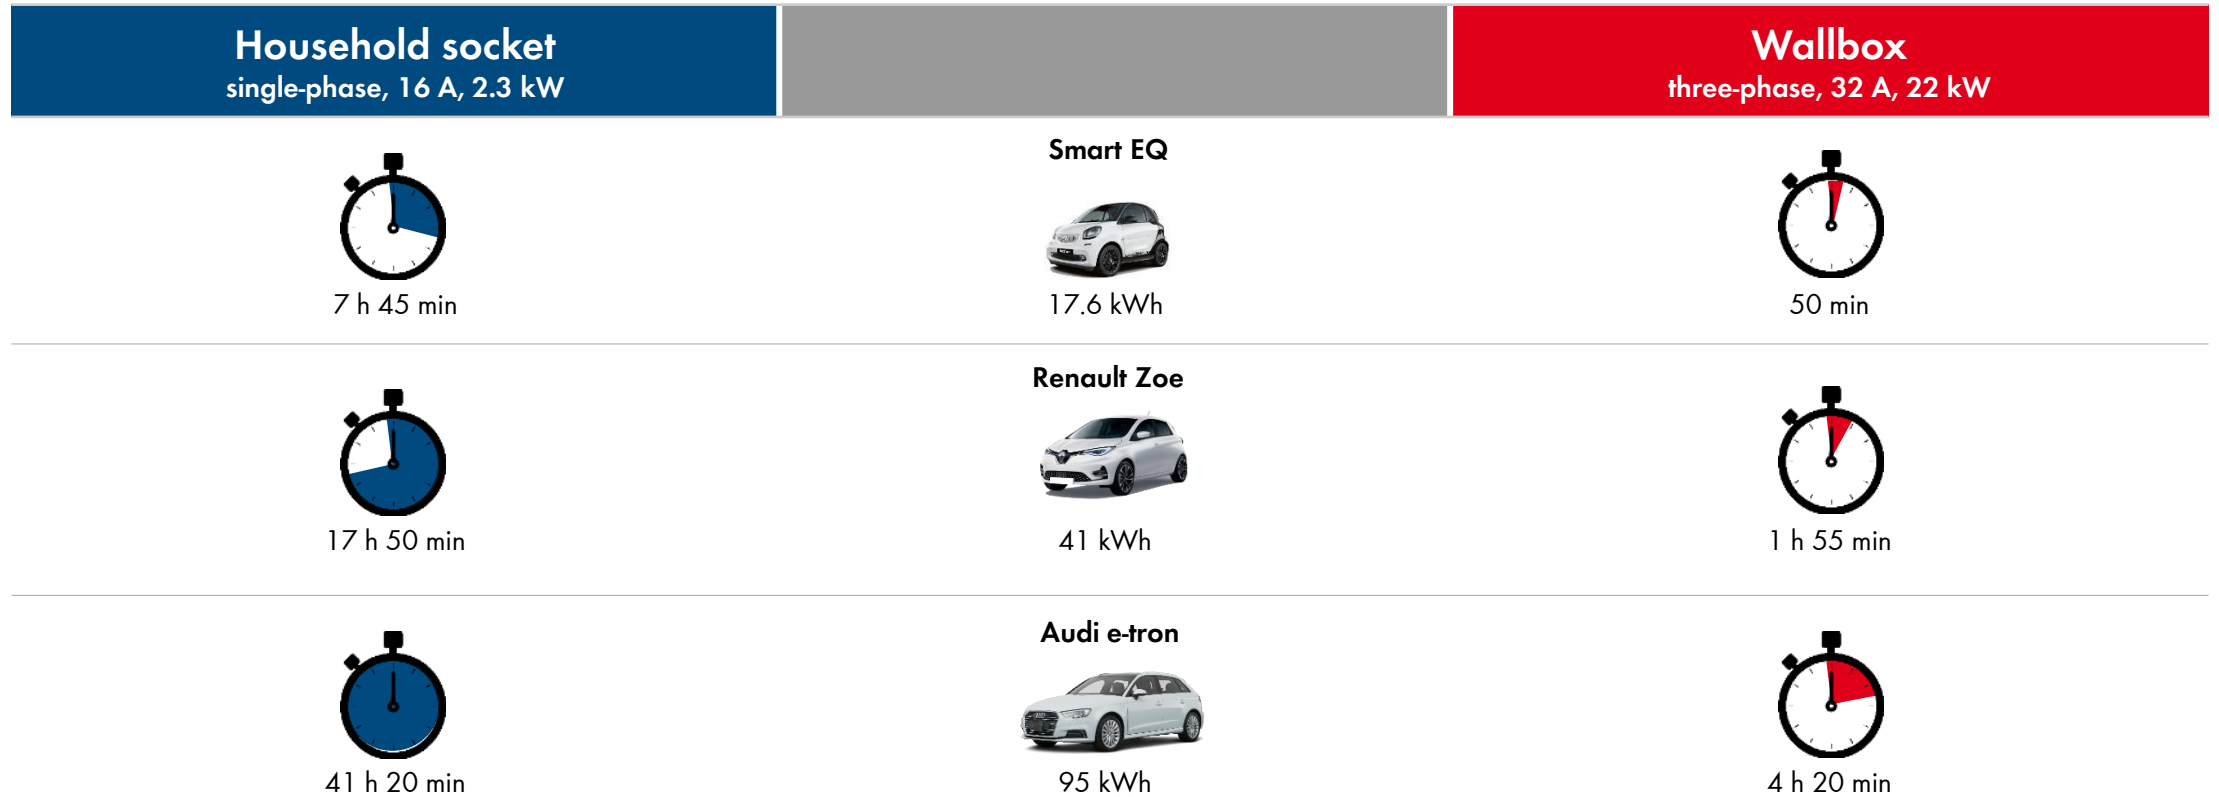 Household socket
single-phase, 16 A, 2.3 kW
Wallbox
three-phase, 32 A, 22 kW
Smart EQ
7 h 45 min
17.6 kWh
50 min
Renault Zoe
17 h 50 min
41 kWh
1 h 55 min
Audi e-tron
41 h 20 min
95 kWh
4 h 20 min